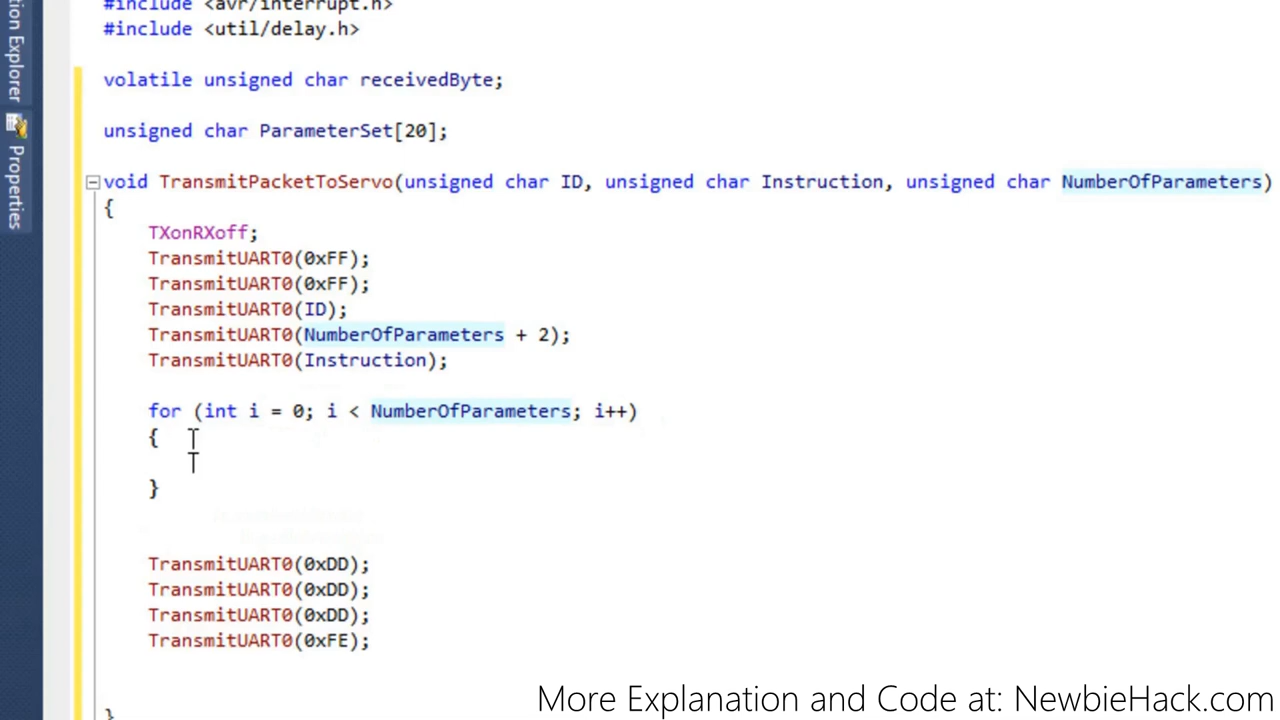 #include <avr/interrupt.h>
#include <util/delay.h>
volatile unsigned char receivedByte;
unsigned char ParameterSet[20];
void TransmitPacketToServo(unsigned char ID, unsigned char Instruction, unsigned char NumberOfParameters)
{
TXonRXoff;
TransmitUART0(0xFF);
TransmitUART0(0xFF);
TransmitUART0(ID);
TransmitUART0(NumberOfParameters + 2);
TransmitUART0(Instruction);
for (int i = 0; i < NumberOfParameters; i++)
{
}
TransmitUART0(0xDD);
TransmitUART0(0xDD);
TransmitUART0(0xDD);
TransmitUART0(0xFE);
}
tion Explorer
Properties
More Explanation and Code at: NewbieHack.com